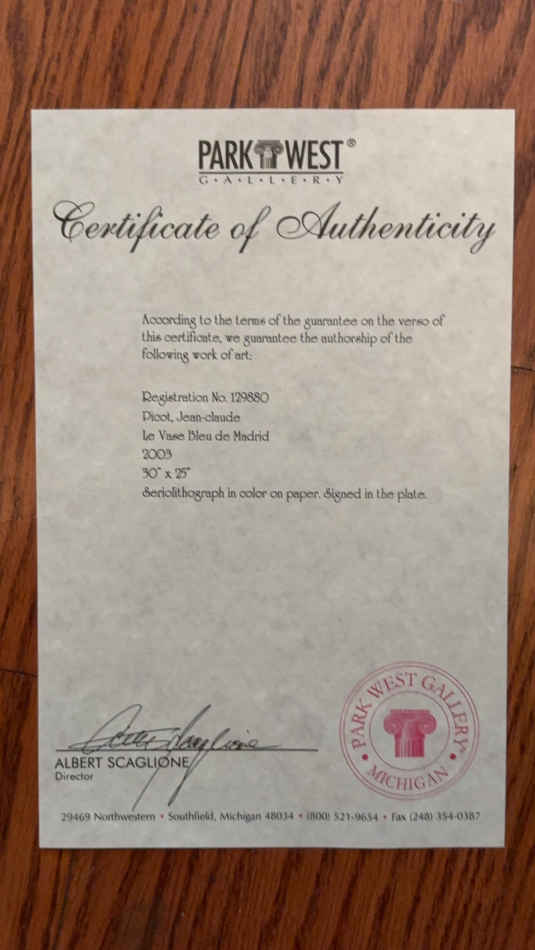 PARK WEST®
G•A•L•L•E•R•Y
Certificate of Authenticity
According to the terms of the guarantee on the verso of
this certificate, we guarantee the authorship of the
following work of art:
Registration No. 129880
Picot, Jean-claude
Le Vase Bleu de Madrid
2003
30" x 25"
Seriolithograph in color on paper. Signed in the plate.
PARK WEST GALLERY
• MICHIGAN •
ALBERT SCAGLIONE
Director
29469 Northwestern • Southfield, Michigan 48034 • (800) 521-9654 • Fax (248) 354-0387